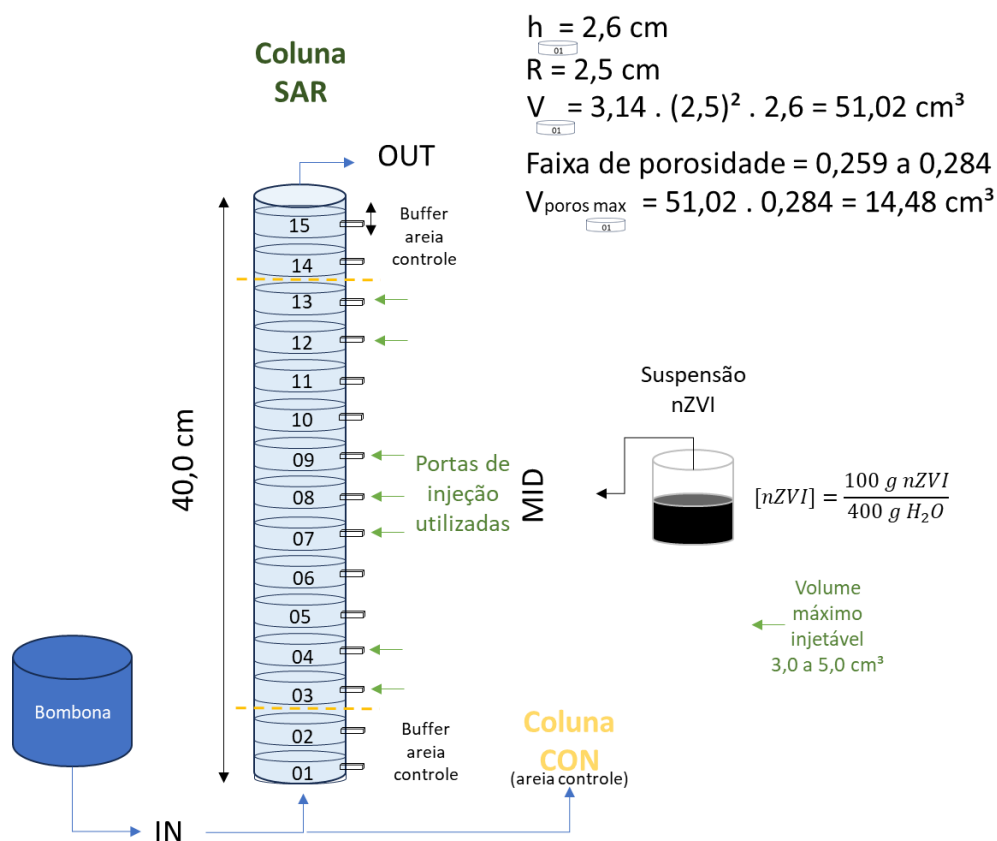 h 01 = 2,6 cm
R = 2,5 cm
V 01 = 3,14 . (2,5)² . 2,6 = 51,02 cm³
Faixa de porosidade = 0,259 a 0,284
Vporos max 01 = 51,02 . 0,284 = 14,48 cm³
Coluna
SAR
OUT
Buffer
areia
controle
15
14
13
12
11
10
09
08
07
06
05
04
03
02
01
40,0 cm
Portas de
injeção
utilizadas
MID
Suspensão
nZVI
[nZVI] = 100 g nZVI / 400 g H₂O
Volume
máximo
injetável
3,0 a 5,0 cm³
Bombona
Buffer
areia
controle
Coluna
CON
(areia controle)
IN